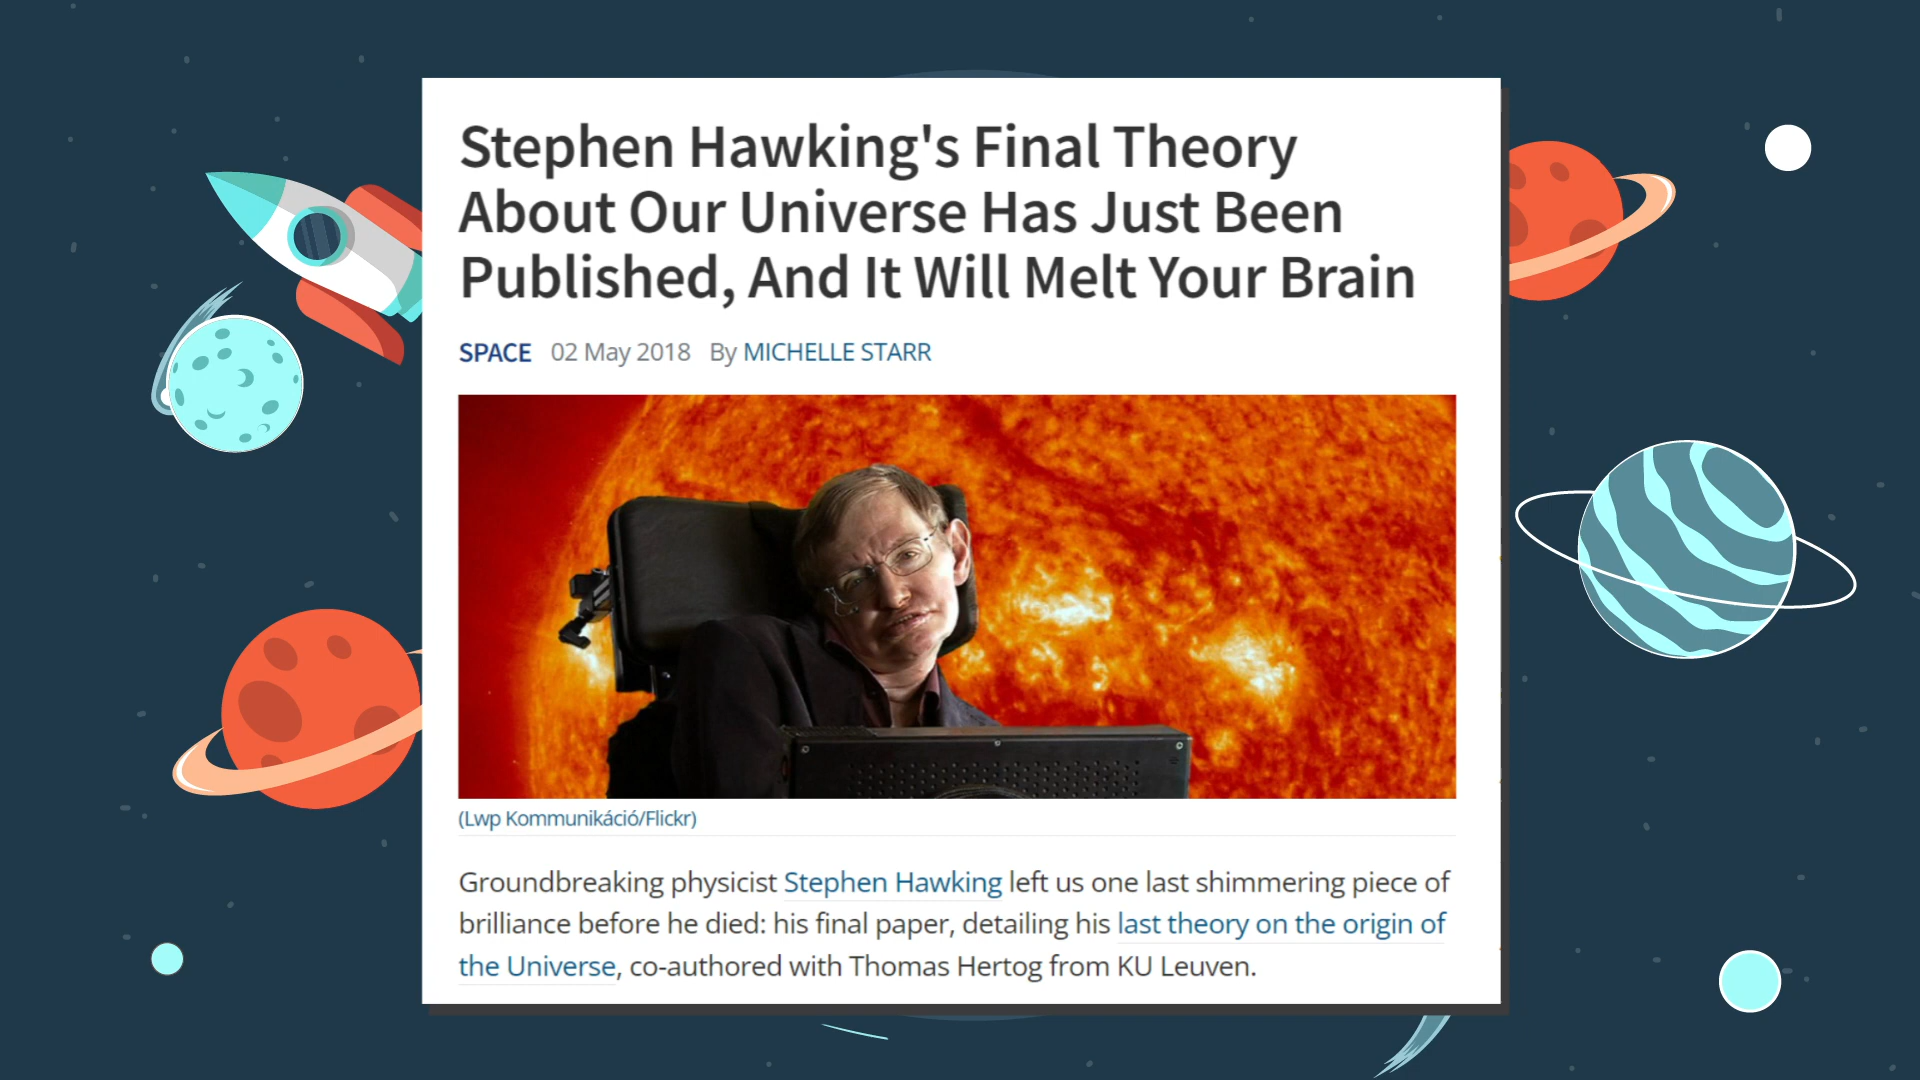 Stephen Hawking's Final Theory
About Our Universe Has Just Been
Published, And It Will Melt Your Brain
SPACE 02 May 2018 By MICHELLE STARR
(Lwp Kommunikáció/Flickr)
Groundbreaking physicist Stephen Hawking left us one last shimmering piece of
brilliance before he died: his final paper, detailing his last theory on the origin of
the Universe, co-authored with Thomas Hertog from KU Leuven.